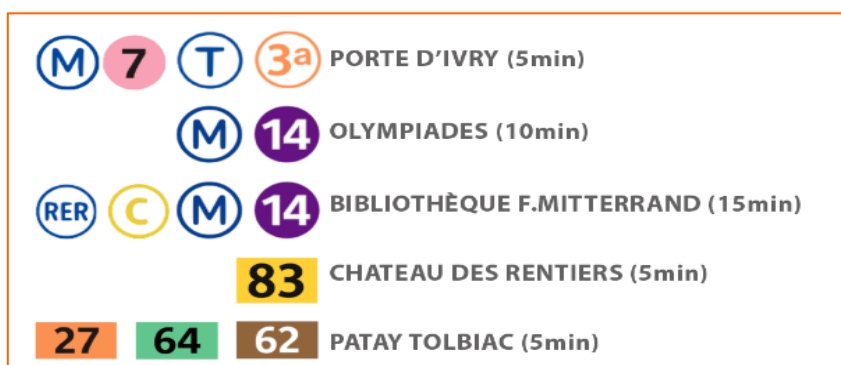 M 7 T 3a PORTE D'IVRY (5min)
M 14 OLYMPIADES (10min)
RER C M 14 BIBLIOTHÈQUE F.MITTERRAND (15min)
83 CHATEAU DES RENTIERS (5min)
27 64 62 PATAY TOLBIAC (5min)